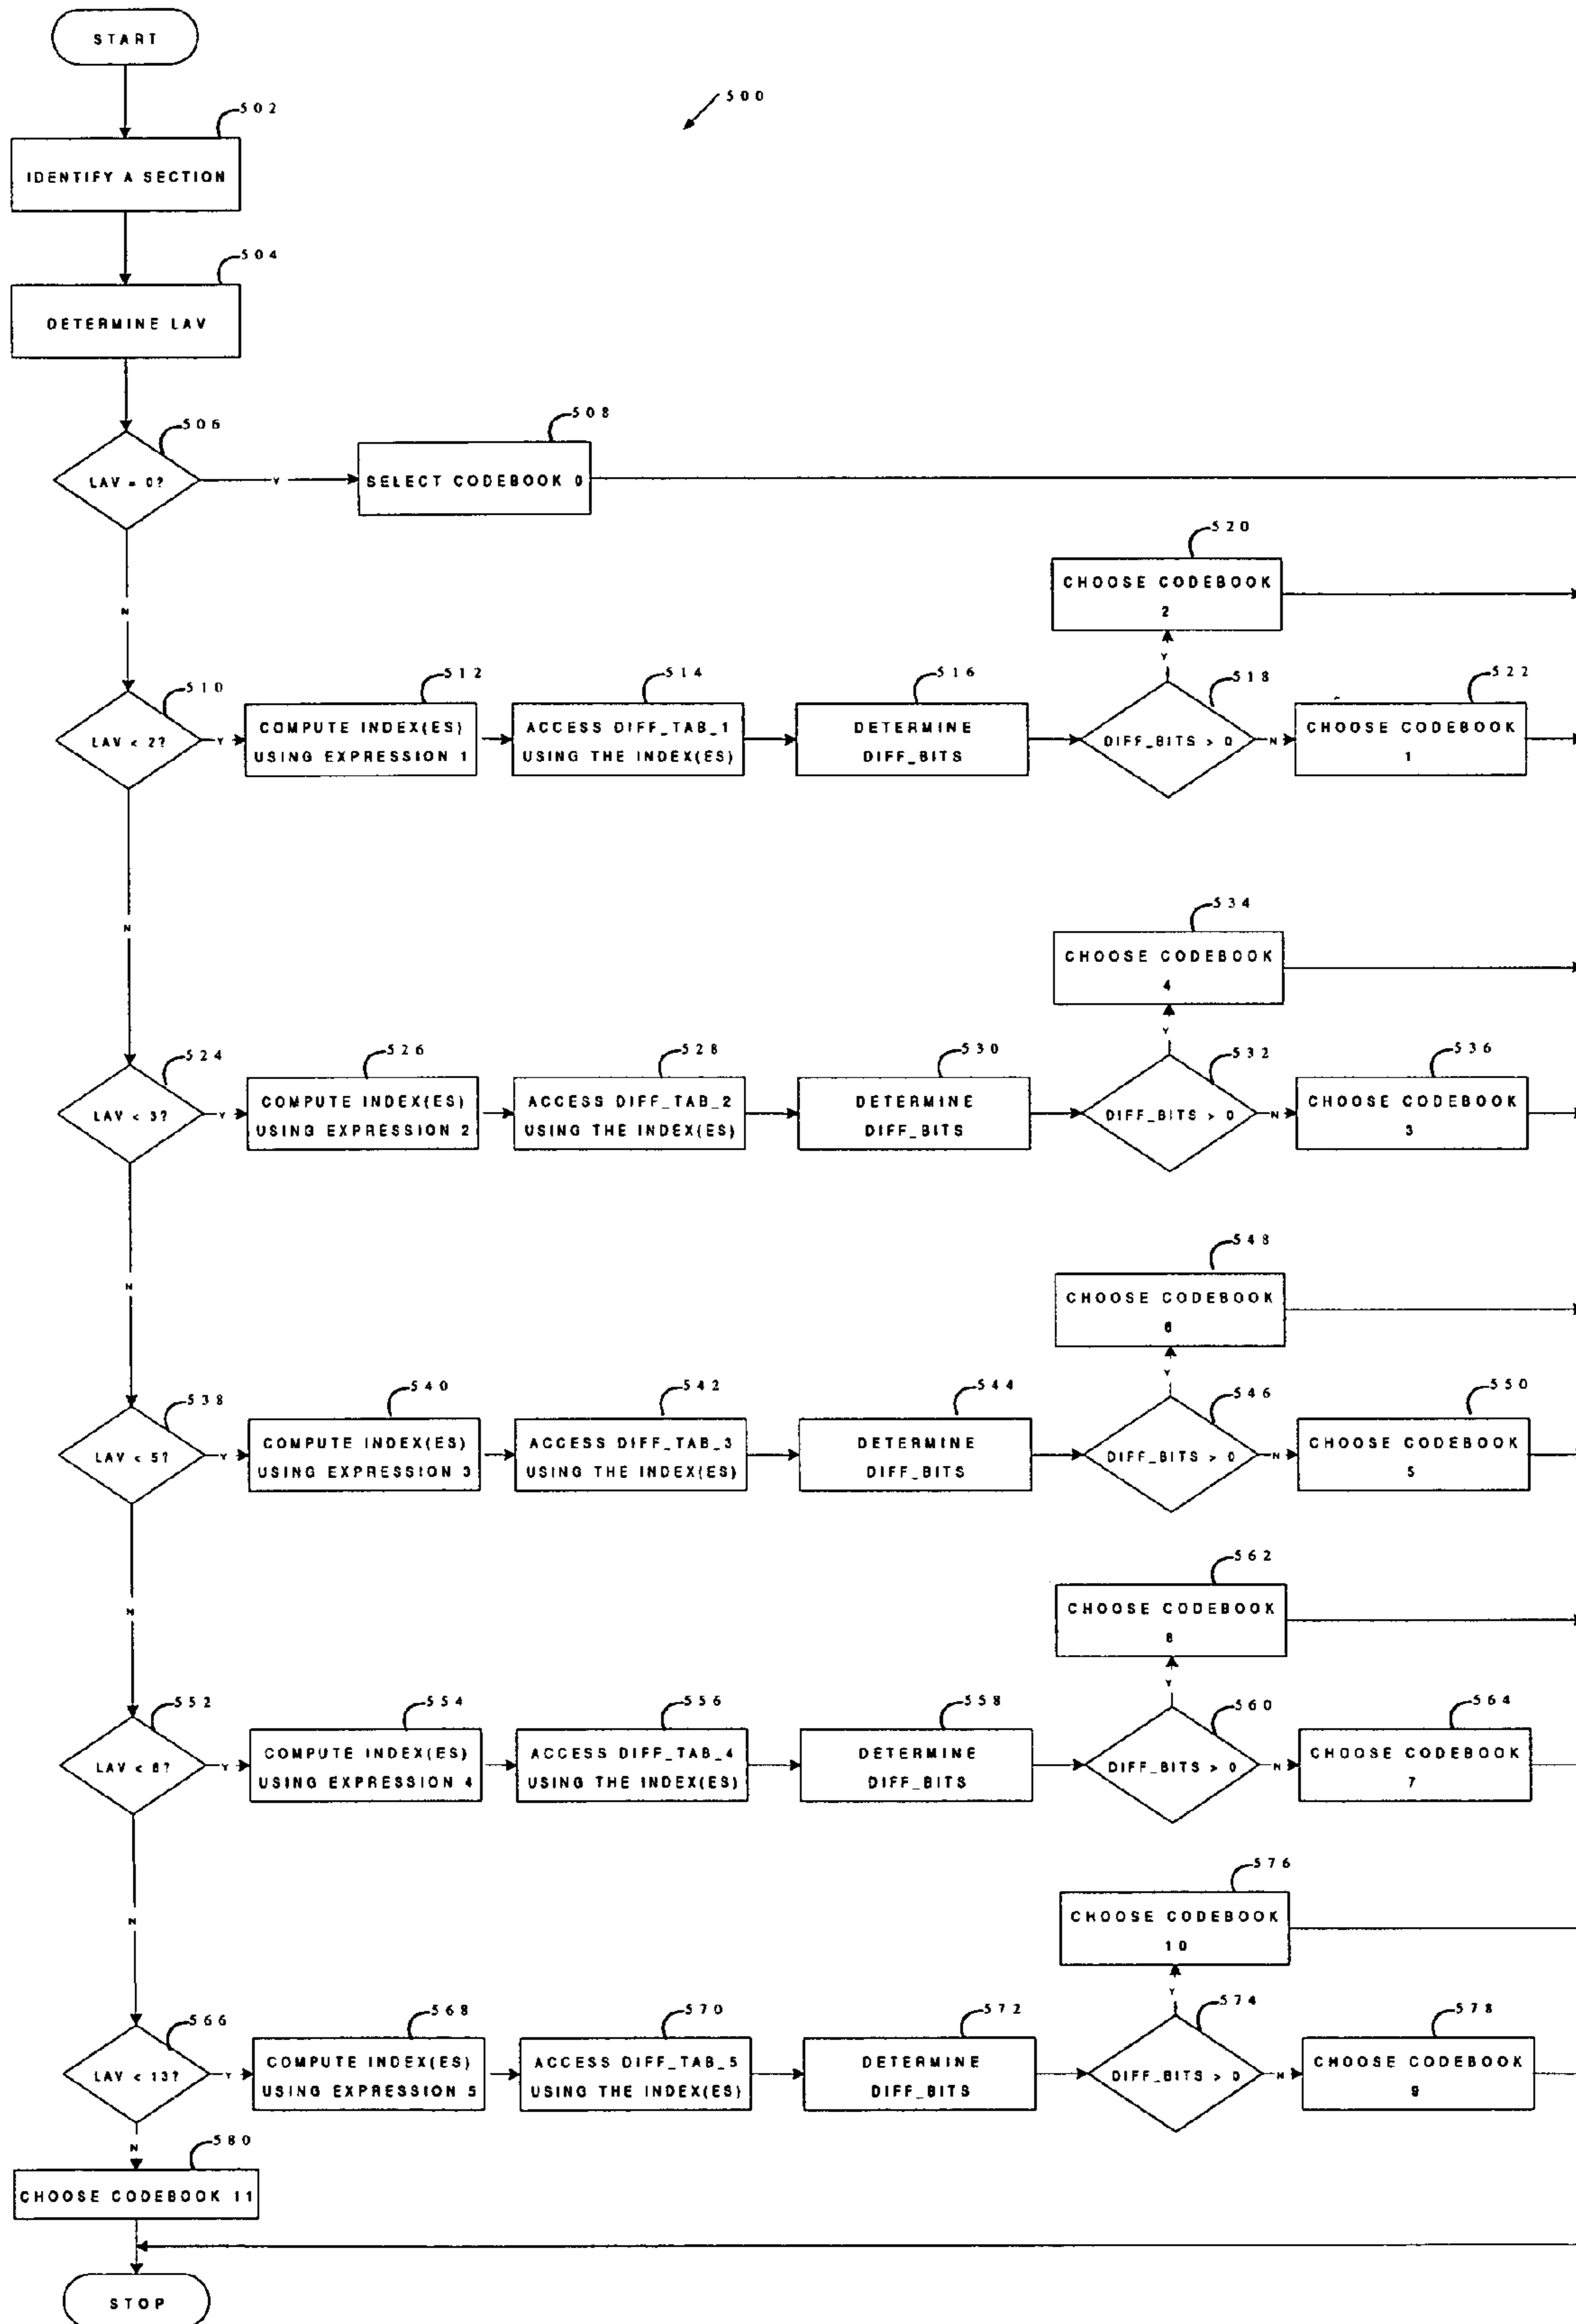 START
500
502
IDENTIFY A SECTION
504
DETERMINE LAV
506
LAV = 0?
Y
508
SELECT CODEBOOK 0
N
520
CHOOSE CODEBOOK
2
Y
510
LAV < 2?
Y
512
COMPUTE INDEX(ES)
USING EXPRESSION 1
514
ACCESS DIFF_TAB_1
USING THE INDEX(ES)
516
DETERMINE
DIFF_BITS
518
DIFF_BITS > 0
N
522
CHOOSE CODEBOOK
1
N
534
CHOOSE CODEBOOK
4
Y
524
LAV < 3?
Y
526
COMPUTE INDEX(ES)
USING EXPRESSION 2
528
ACCESS DIFF_TAB_2
USING THE INDEX(ES)
530
DETERMINE
DIFF_BITS
532
DIFF_BITS > 0
N
536
CHOOSE CODEBOOK
3
N
548
CHOOSE CODEBOOK
6
Y
538
LAV < 5?
Y
540
COMPUTE INDEX(ES)
USING EXPRESSION 3
542
ACCESS DIFF_TAB_3
USING THE INDEX(ES)
544
DETERMINE
DIFF_BITS
546
DIFF_BITS > 0
N
550
CHOOSE CODEBOOK
5
N
562
CHOOSE CODEBOOK
8
Y
552
LAV < 8?
Y
554
COMPUTE INDEX(ES)
USING EXPRESSION 4
556
ACCESS DIFF_TAB_4
USING THE INDEX(ES)
558
DETERMINE
DIFF_BITS
560
DIFF_BITS > 0
N
564
CHOOSE CODEBOOK
7
N
576
CHOOSE CODEBOOK
10
Y
566
LAV < 13?
Y
568
COMPUTE INDEX(ES)
USING EXPRESSION 5
570
ACCESS DIFF_TAB_5
USING THE INDEX(ES)
572
DETERMINE
DIFF_BITS
574
DIFF_BITS > 0
N
578
CHOOSE CODEBOOK
9
N
580
CHOOSE CODEBOOK 11
STOP